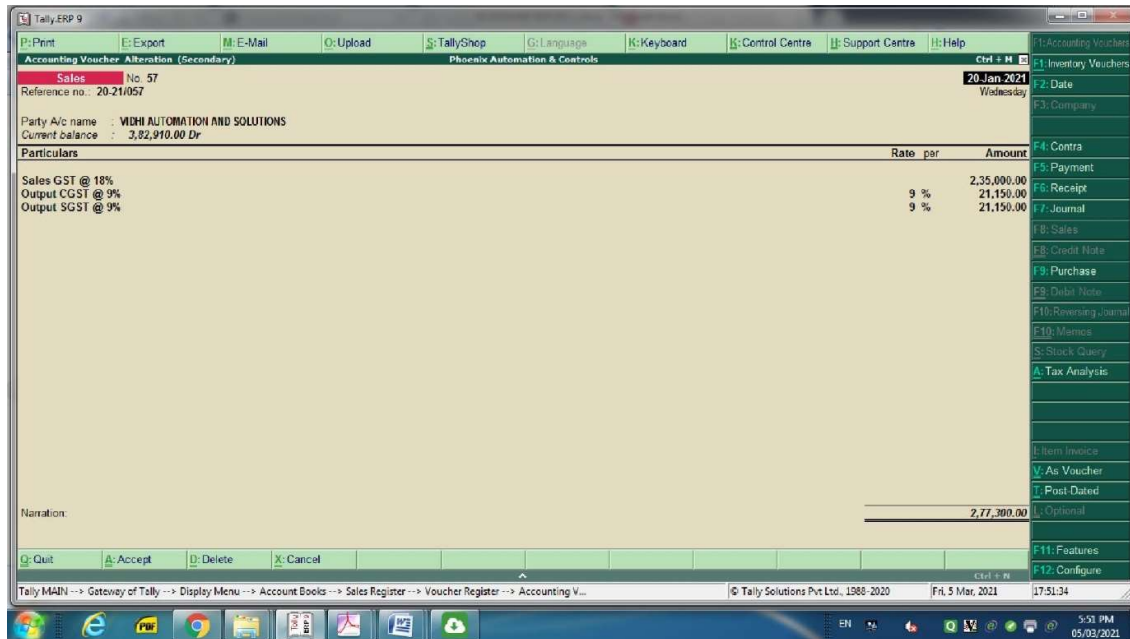 Tally.ERP 9
P: Print E: Export M: E-Mail O: Upload S: TallyShop G: Language K: Keyboard K: Control Centre H: Support Centre H: Help
Accounting Voucher Alteration (Secondary) Phoenix Automation & Controls Ctrl + M
Sales No. 57 20-Jan-2021
Reference no.: 20-21/057 Wednesday
Party A/c name : VIDHI AUTOMATION AND SOLUTIONS
Current balance : 3,82,910.00 Dr
Particulars Rate per Amount
Sales GST @ 18% 2,35,000.00
Output CGST @ 9% 9 % 21,150.00
Output SGST @ 9% 9 % 21,150.00
Narration: 2,77,300.00
Q: Quit A: Accept D: Delete X: Cancel
Ctrl + N
Tally MAIN --> Gateway of Tally --> Display Menu --> Account Books --> Sales Register --> Voucher Register --> Accounting V... © Tally Solutions Pvt Ltd., 1988-2020 Fri, 5 Mar, 2021 17:51:34
F1: Accounting Vouchers
F1: Inventory Vouchers
F2: Date
F3: Company
F4: Contra
F5: Payment
F6: Receipt
F7: Journal
F8: Sales
F8: Credit Note
F9: Purchase
F9: Debit Note
F10: Reversing Journal
F10: Memos
S: Stock Query
A: Tax Analysis
I: Item Invoice
V: As Voucher
T: Post-Dated
L: Optional
F11: Features
F12: Configure
PDF
EN
5:51 PM
05/03/2021